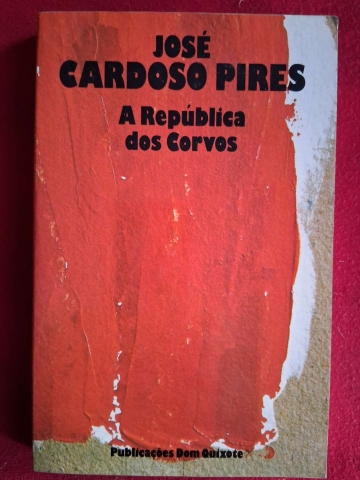 JOSÉ
CARDOSO PIRES
A República
dos Corvos
Publicações Dom Quixote